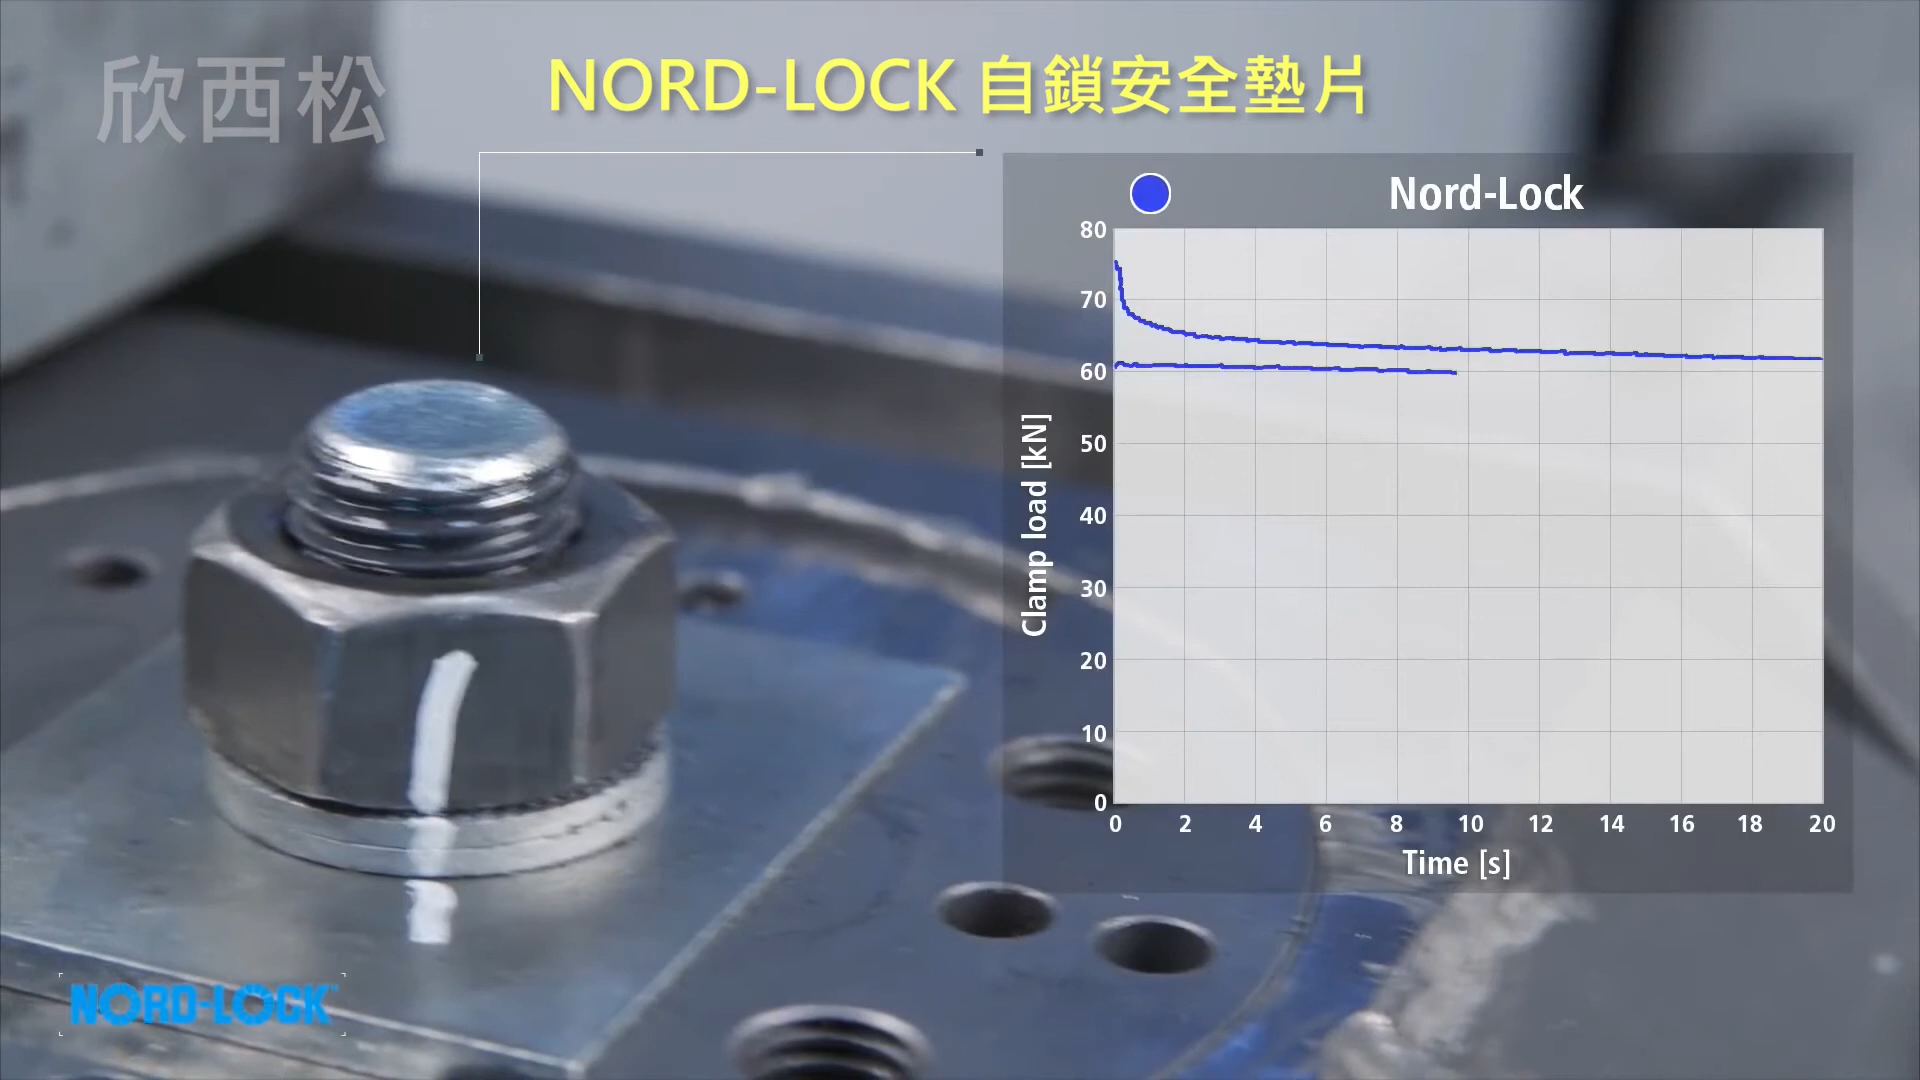 欣西松
NORD-LOCK 自鎖安全墊片
Nord-Lock
80
70
60
50
40
30
20
10
0
Clamp load [kN]
0 2 4 6 8 10 12 14 16 18 20
Time [s]
NORD-LOCK™